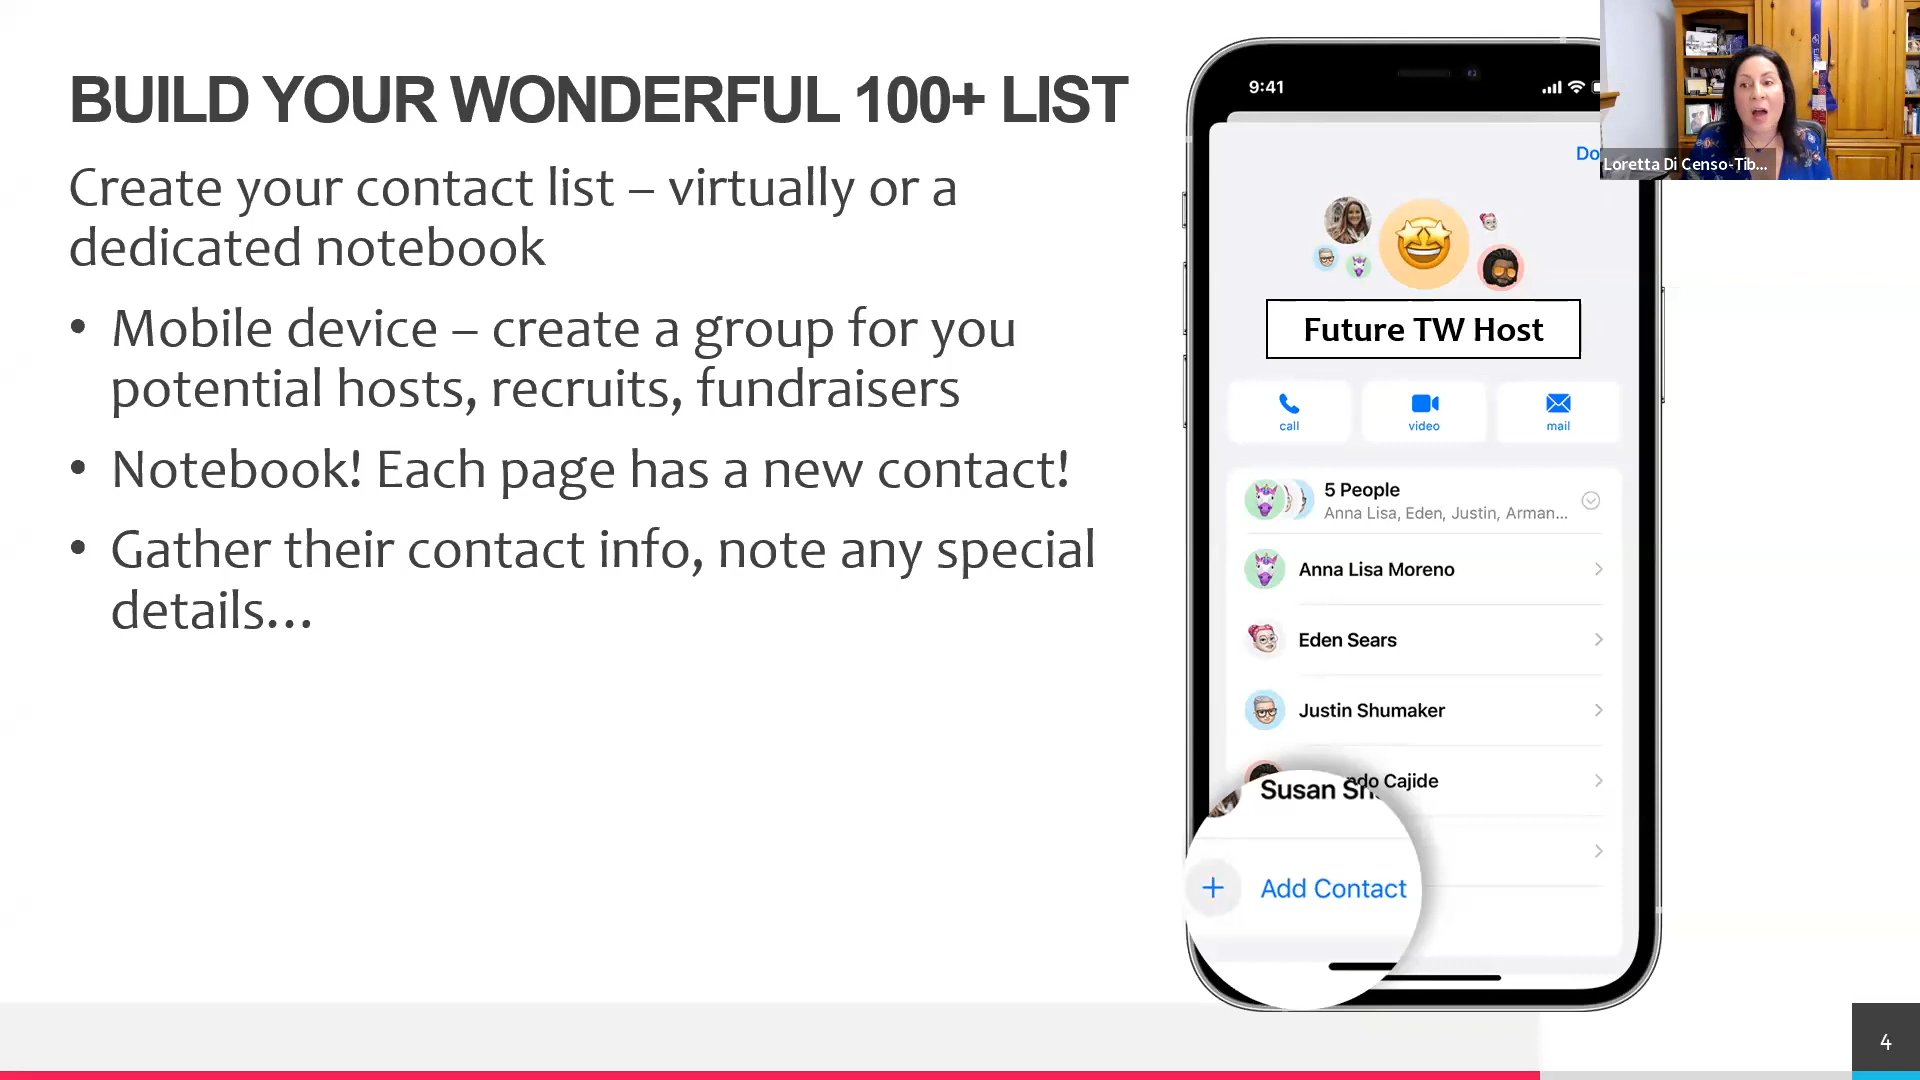 BUILD YOUR WONDERFUL 100+ LIST
Create your contact list – virtually or a
dedicated notebook
• Mobile device – create a group for you
potential hosts, recruits, fundraisers
• Notebook! Each page has a new contact!
• Gather their contact info, note any special
details...
9:41
Do
Loretta Di Censo-Tib...
Future TW Host
call
video
mail
5 People
Anna Lisa, Eden, Justin, Arman...
Anna Lisa Moreno
Eden Sears
Justin Shumaker
do Cajide
Susan
Add Contact
4